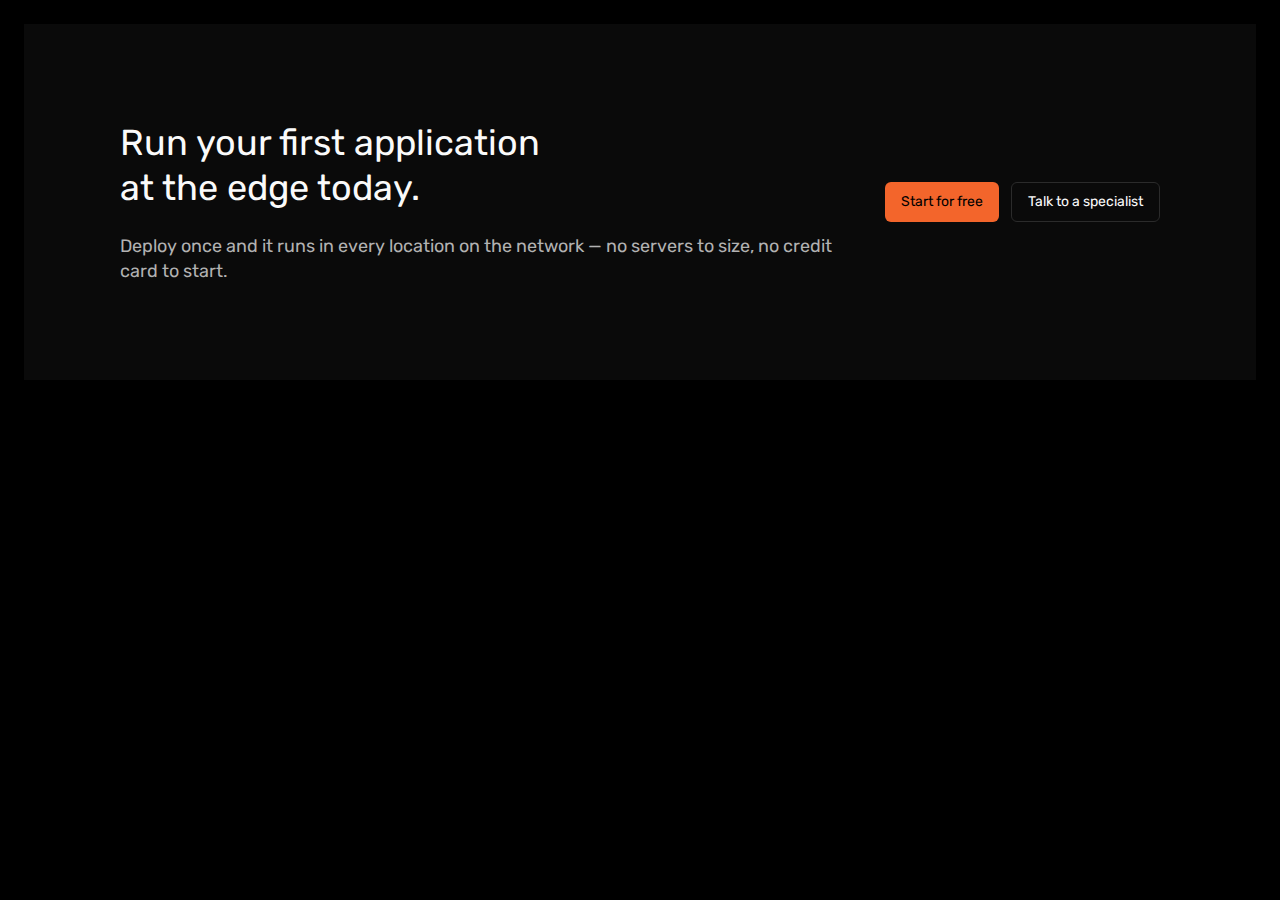 Run your first application
at the edge today.
Deploy once and it runs in every location on the network — no servers to size, no credit
card to start.
Start for free
Talk to a specialist